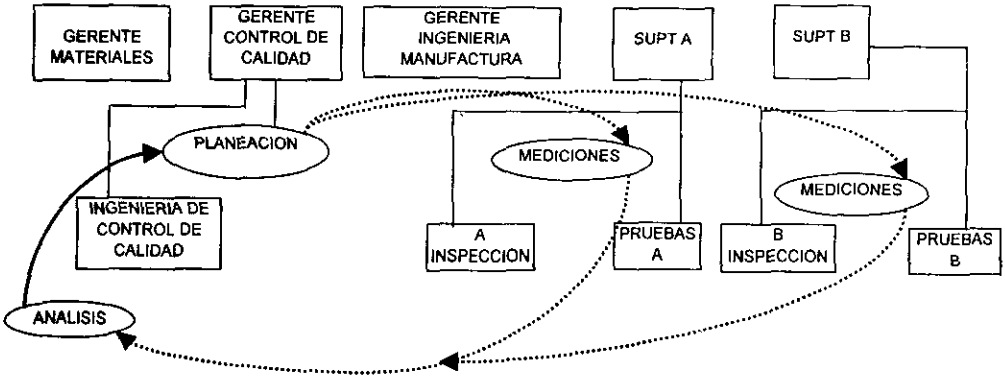 GERENTE
MATERIALES
GERENTE
CONTROL DE
CALIDAD
GERENTE
INGENIERIA
MANUFACTURA
SUPT A
SUPT B
PLANEACION
MEDICIONES
MEDICIONES
INGENIERIA DE
CONTROL DE
CALIDAD
A
INSPECCION
PRUEBAS
A
B
INSPECCION
PRUEBAS
B
ANALISIS